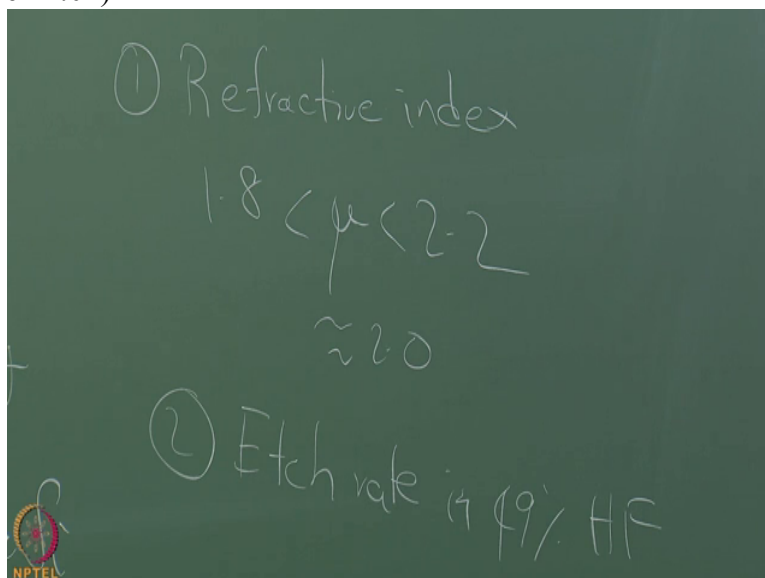 ① Refractive index
1.8 < μ < 2.2
≈ 2.0
② Etch rate in 49% HF
NPTEL